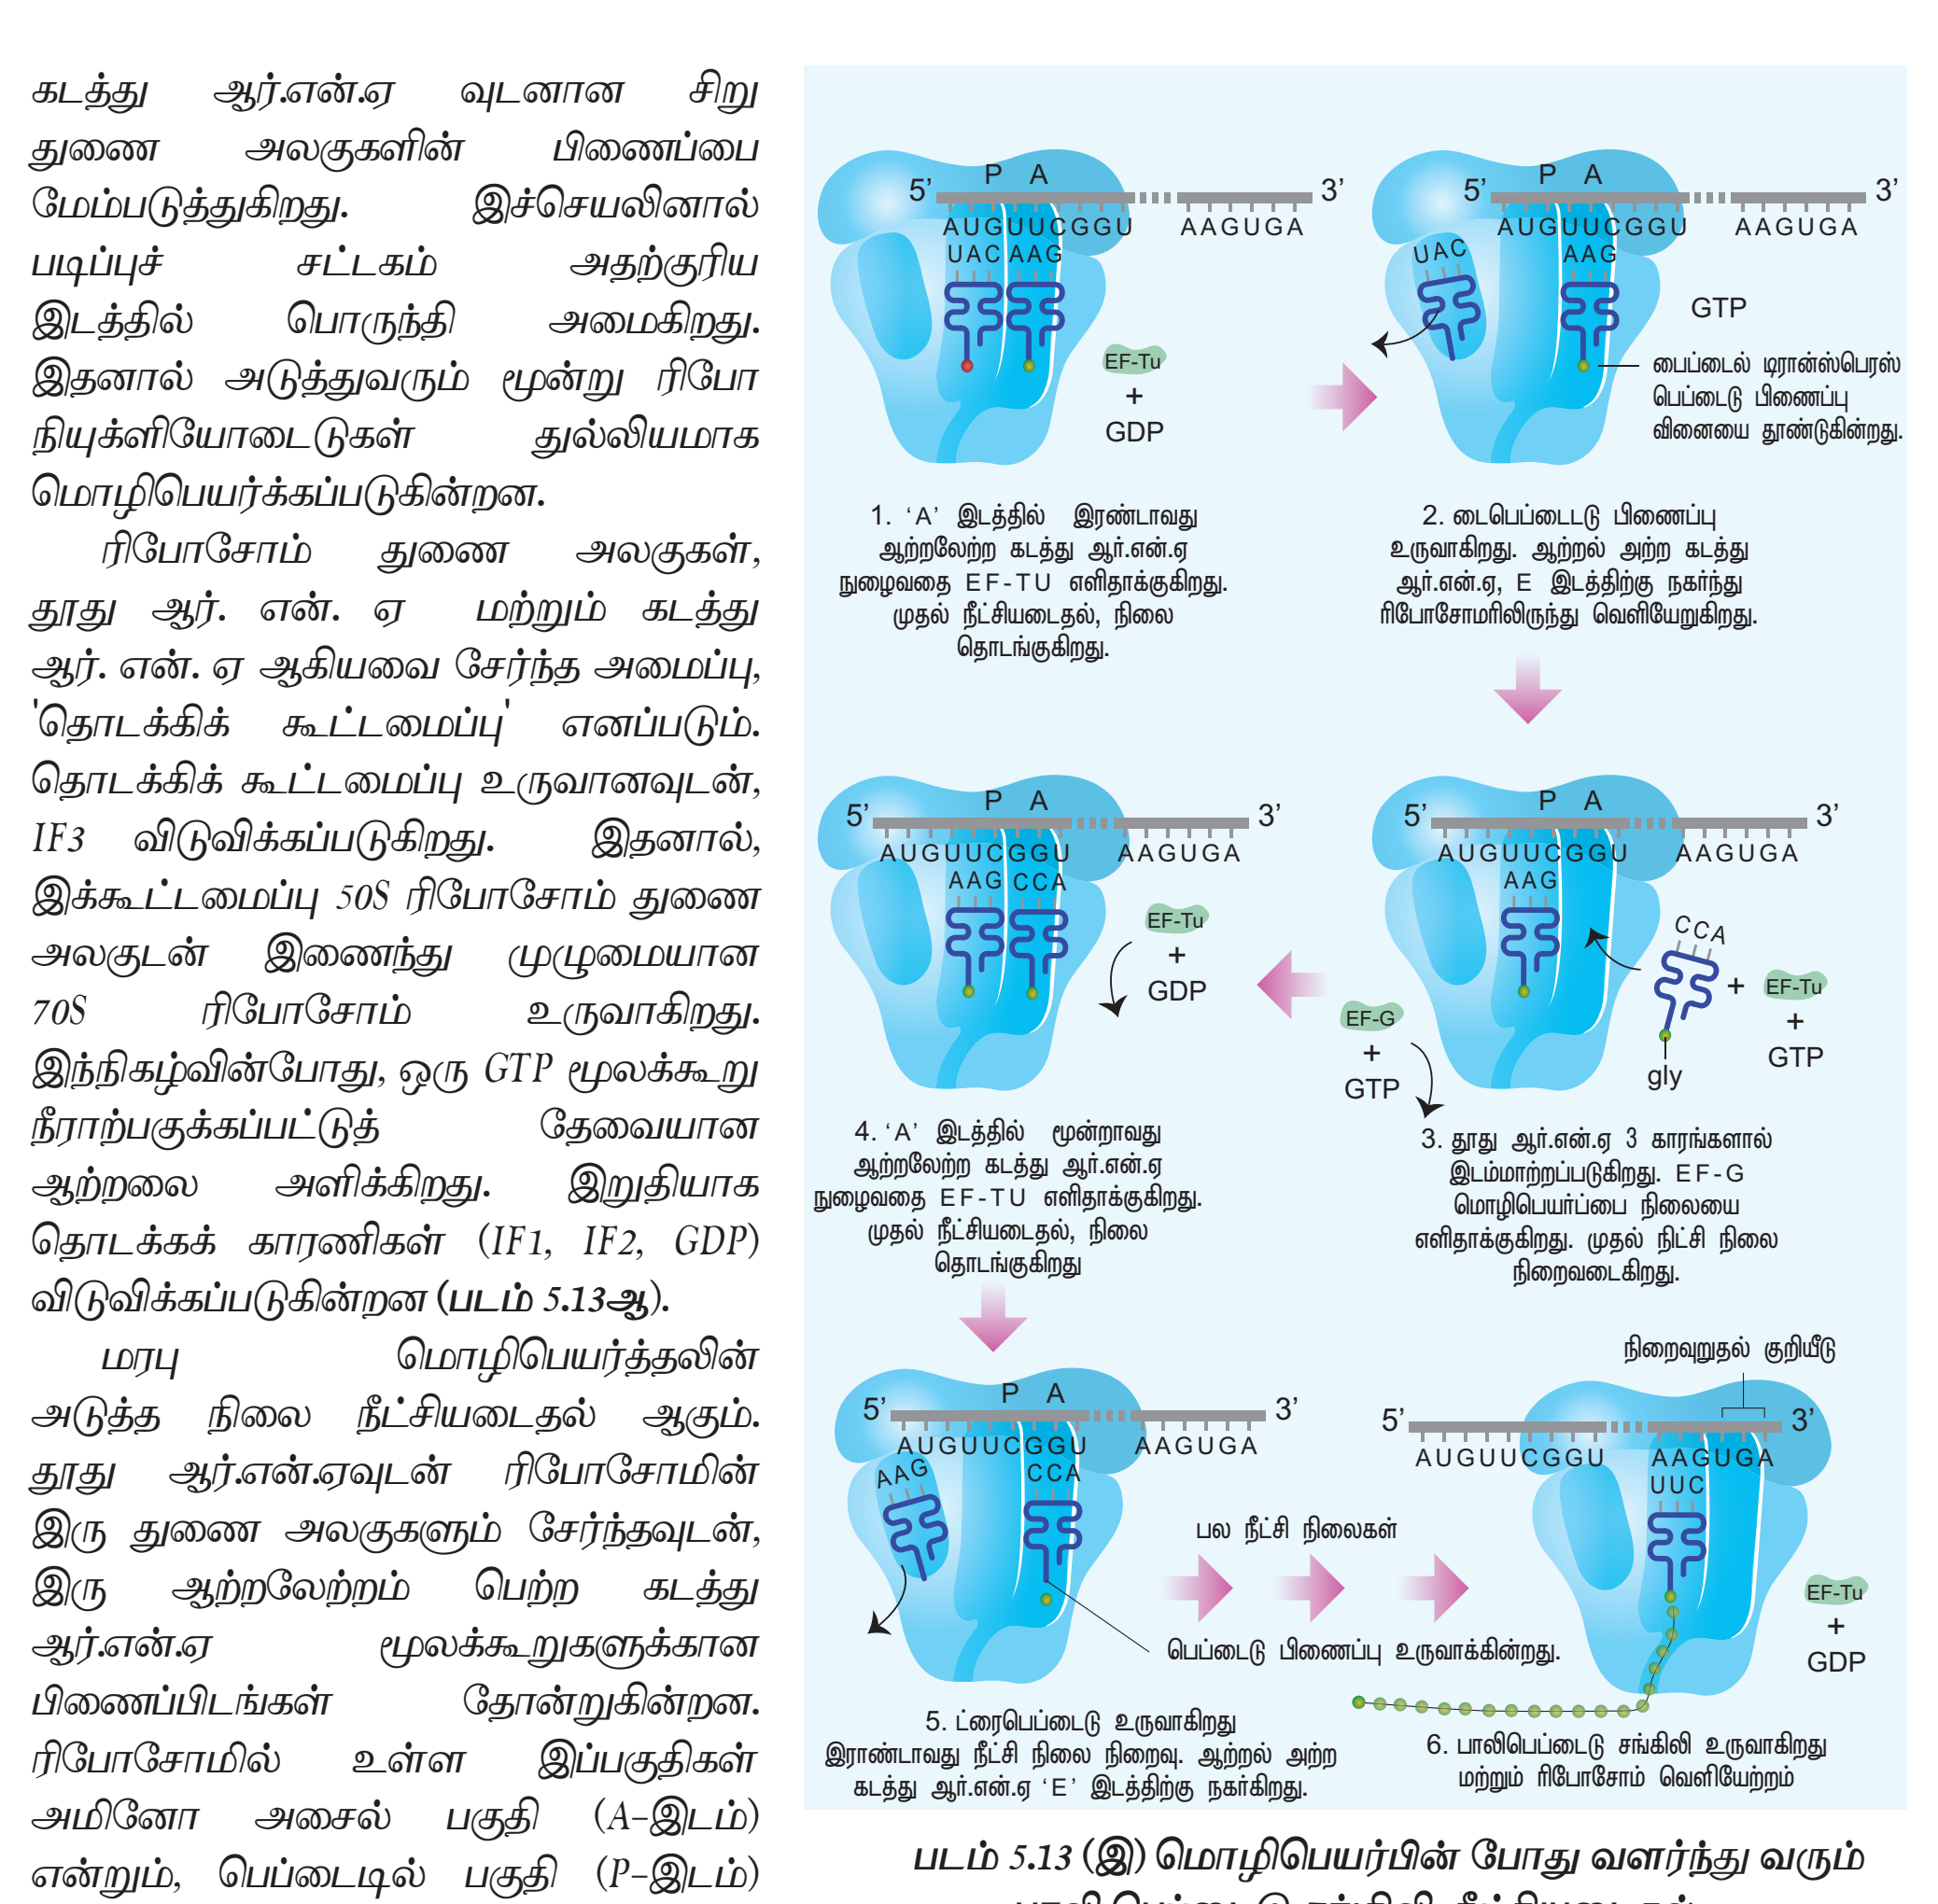 கடத்து ஆர்.என்.ஏ வுடனான சிறு
துணை அலகுகளின் பிணைப்பை
மேம்படுத்துகிறது. இச்செயலினால்
படிப்புச் சட்டகம் அதற்குரிய
இடத்தில் பொருந்தி அமைகிறது.
இதனால் அடுத்துவரும் மூன்று ரிபோ
நியுக்ளியோடைடுகள் துல்லியமாக
மொழிபெயர்க்கப்படுகின்றன.
ரிபோசோம் துணை அலகுகள்,
தூது ஆர். என். ஏ மற்றும் கடத்து
ஆர். என். ஏ ஆகியவை சேர்ந்த அமைப்பு,
'தொடக்கிக் கூட்டமைப்பு' எனப்படும்.
தொடக்கிக் கூட்டமைப்பு உருவானவுடன்,
IF3 விடுவிக்கப்படுகிறது. இதனால்,
இக்கூட்டமைப்பு 50S ரிபோசோம் துணை
அலகுடன் இணைந்து முழுமையான
70S ரிபோசோம் உருவாகிறது.
இந்நிகழ்வின்போது, ஒரு GTP மூலக்கூறு
நீராற்பகுக்கப்பட்டுத் தேவையான
ஆற்றலை அளிக்கிறது. இறுதியாக
தொடக்கக் காரணிகள் (IF1, IF2, GDP)
விடுவிக்கப்படுகின்றன (படம் 5.13ஆ).
மரபு மொழிபெயர்த்தலின்
அடுத்த நிலை நீட்சியடைதல் ஆகும்.
தூது ஆர்.என்.ஏவுடன் ரிபோசோமின்
இரு துணை அலகுகளும் சேர்ந்தவுடன்,
இரு ஆற்றலேற்றம் பெற்ற கடத்து
ஆர்.என்.ஏ மூலக்கூறுகளுக்கான
பிணைப்பிடங்கள் தோன்றுகின்றன.
ரிபோசோமில் உள்ள இப்பகுதிகள்
அமினோ அசைல் பகுதி (A-இடம்)
என்றும், பெப்டைடில் பகுதி (P-இடம்)
P A
5’ 3’
AUGUUCGGU AAGUGA
UAC AAG
EF-Tu
+
GDP
1. ‘A’ இடத்தில் இரண்டாவது
ஆற்றலேற்ற கடத்து ஆர்.என்.ஏ
நுழைவதை EF-TU எளிதாக்குகிறது.
முதல் நீட்சியடைதல், நிலை
தொடங்குகிறது.
P A
5’ 3’
AUGUUCGGU AAGUGA
UAC AAG
GTP
பைப்டைல் டிரான்ஸ்பெரஸ்
பெப்டைடு பிணைப்பு
வினையை தூண்டுகின்றது.
2. டைபெப்டைடடு பிணைப்பு
உருவாகிறது. ஆற்றல் அற்ற கடத்து
ஆர்.என்.ஏ, E இடத்திற்கு நகர்ந்து
ரிபோசோமரிலிருந்து வெளியேறுகிறது.
P A
5’ 3’
AUGUUCGGU AAGUGA
AAG
CCA
+ EF-Tu
+
GTP
gly
EF-G
+
GTP
3. தூது ஆர்.என்.ஏ 3 காரங்களால்
இடம்மாற்றப்படுகிறது. EF-G
மொழிபெயர்ப்பை நிலையை
எளிதாக்குகிறது. முதல் நிட்சி நிலை
நிறைவடைகிறது.
P A
5’ 3’
AUGUUCGGU AAGUGA
AAG CCA
EF-Tu
+
GDP
4. ‘A’ இடத்தில் மூன்றாவது
ஆற்றலேற்ற கடத்து ஆர்.என்.ஏ
நுழைவதை EF-TU எளிதாக்குகிறது.
முதல் நீட்சியடைதல், நிலை
தொடங்குகிறது
P A
5’ 3’
AUGUUCGGU AAGUGA
AAG CCA
பல நீட்சி நிலைகள்
பெப்டைடு பிணைப்பு உருவாக்கின்றது.
5. ட்ரைபெப்டைடு உருவாகிறது
இராண்டாவது நீட்சி நிலை நிறைவு. ஆற்றல் அற்ற
கடத்து ஆர்.என்.ஏ ‘E’ இடத்திற்கு நகர்கிறது.
நிறைவுறுதல் குறியீடு
5’ 3’
AUGUUCGGU AAGUGA
UUC
EF-Tu
+
GDP
6. பாலிபெப்டைடு சங்கிலி உருவாகிறது
மற்றும் ரிபோசோம் வெளியேற்றம்
படம் 5.13 (இ) மொழிபெயர்பின் போது வளர்ந்து வரும்